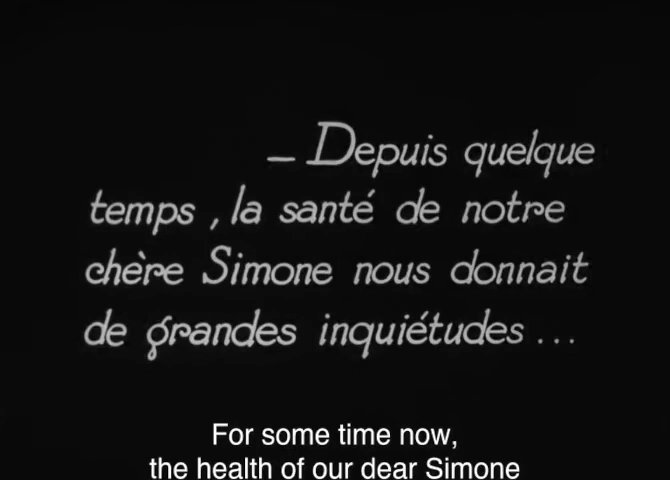 — Depuis quelque
temps, la santé de notre
chère Simone nous donnait
de grandes inquiétudes...
For some time now,
the health of our dear Simone